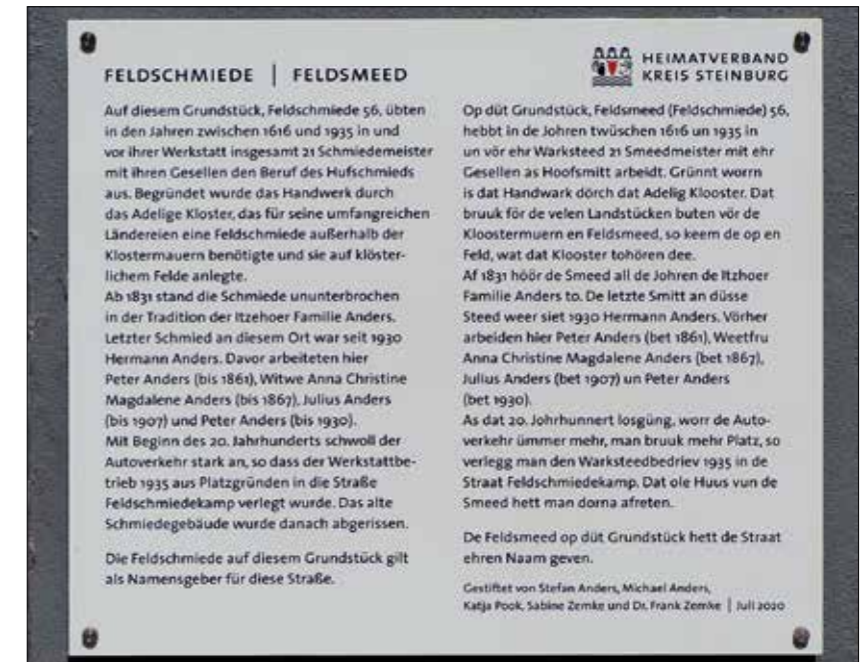 FELDSCHMIEDE | FELDSMEED
HEIMATVERBAND
KREIS STEINBURG
Auf diesem Grundstück, Feldschmiede 56, übten
in den Jahren zwischen 1616 und 1935 in und
vor ihrer Werkstatt insgesamt 21 Schmiedemeister
mit ihren Gesellen den Beruf des Hufschmieds
aus. Begründet wurde das Handwerk durch
das Adelige Kloster, das für seine umfangreichen
Ländereien eine Feldschmiede außerhalb der
Klostermauern benötigte und sie auf klöster-
lichem Felde anlegte.
Ab 1831 stand die Schmiede ununterbrochen
in der Tradition der Itzehoer Familie Anders.
Letzter Schmied an diesem Ort war seit 1930
Hermann Anders. Davor arbeiteten hier
Peter Anders (bis 1861), Witwe Anna Christine
Magdalene Anders (bis 1867), Julius Anders
(bis 1907) und Peter Anders (bis 1930).
Mit Beginn des 20. Jahrhunderts schwoll der
Autoverkehr stark an, so dass der Werkstattbe-
trieb 1935 aus Platzgründen in die Straße
Feldschmiedekamp verlegt wurde. Das alte
Schmiedegebäude wurde danach abgerissen.
Die Feldschmiede auf diesem Grundstück gilt
als Namensgeber für diese Straße.
Op düt Grundstück, Feldsmeed (Feldschmiede) 56,
hebbt in de Johren twüschen 1616 un 1935 in
un vör ehr Warksteed 21 Smeedmeister mit ehr
Gesellen as Hoofsmitt arbeidt. Grünnt worrn
is dat Handwark dörch dat Adelig Klooster. Dat
bruuk för de velen Landstücken buten vör de
Kloostermuern en Feldsmeed, so keem de op en
Feld, wat dat Klooster tohören dee.
Af 1831 höör de Smeed all de Johren de Itzhoer
Familie Anders to. De letzte Smitt an düsse
Steed weer siet 1930 Hermann Anders. Vörher
arbeiden hier Peter Anders (bet 1861), Weetfru
Anna Christine Magdalene Anders (bet 1867),
Julius Anders (bet 1907) un Peter Anders
(bet 1930).
As dat 20. Johrhunnert losgüng, worr de Auto-
verkehr ümmer mehr, man bruuk mehr Platz, so
verlegg man den Warksteedbedriev 1935 in de
Straat Feldschmiedekamp. Dat ole Huus vun de
Smeed hett man dorna afreten.
De Feldsmeed op düt Grundstück hett de Straat
ehren Naam geven.
Gestiftet von Stefan Anders, Michael Anders,
Katja Pook, Sabine Zemke und Dr. Frank Zemke | Juli 2020